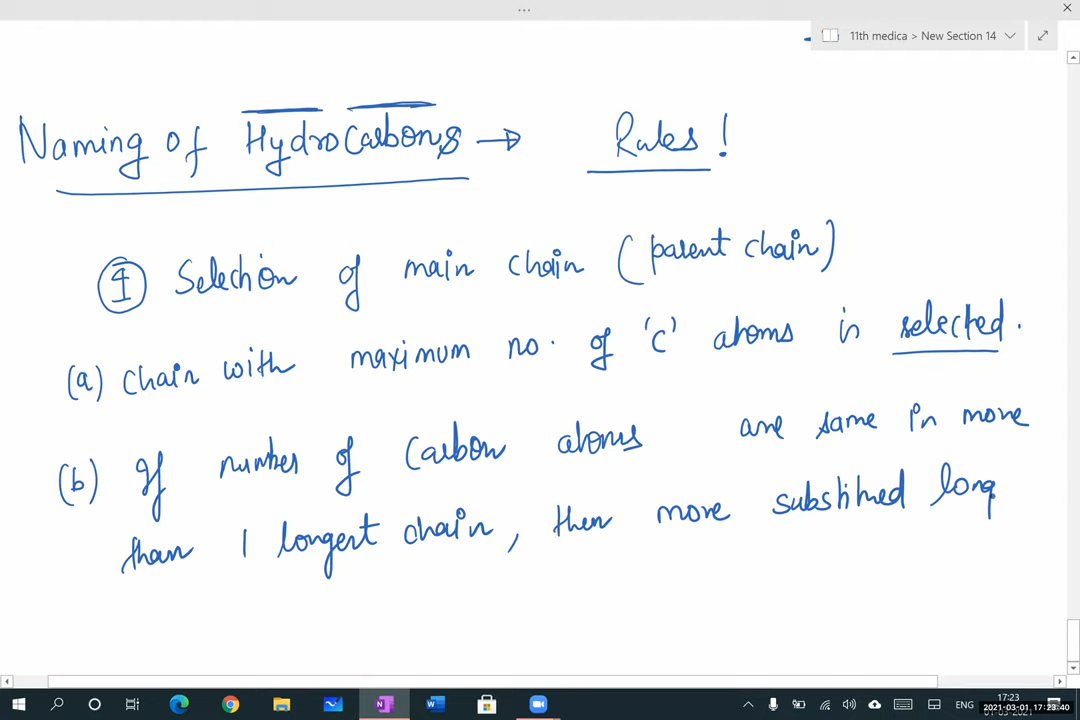 11th medica > New Section 14
Naming of HydroCarbons → Rules!
① Selection of main chain (parent chain)
(a) chain with maximum no. of 'c' atoms is selected.
(b) If number of Carbon atoms are same in more
than 1 longest chain, then more substitued long
ENG
17:23
2021-03-01 17:23:40